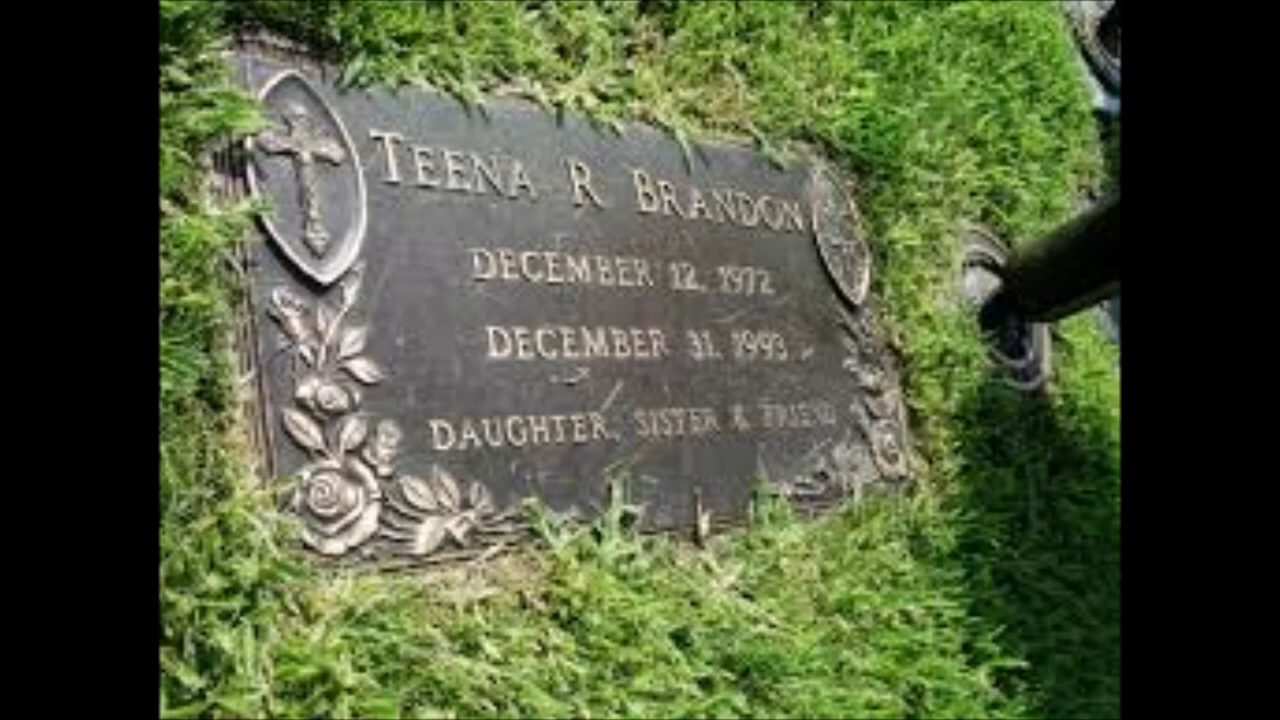 TEENA R BRANDON
DECEMBER 12, 1972
DECEMBER 31, 1993
DAUGHTER, SISTER & FRIEND